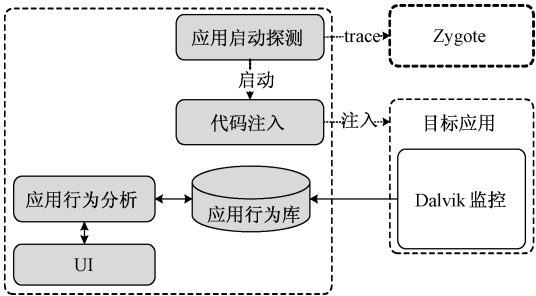 应用启动探测
trace
Zygote
启动
代码注入
注入
目标应用
Dalvik 监控
应用行为分析
应用行为库
UI